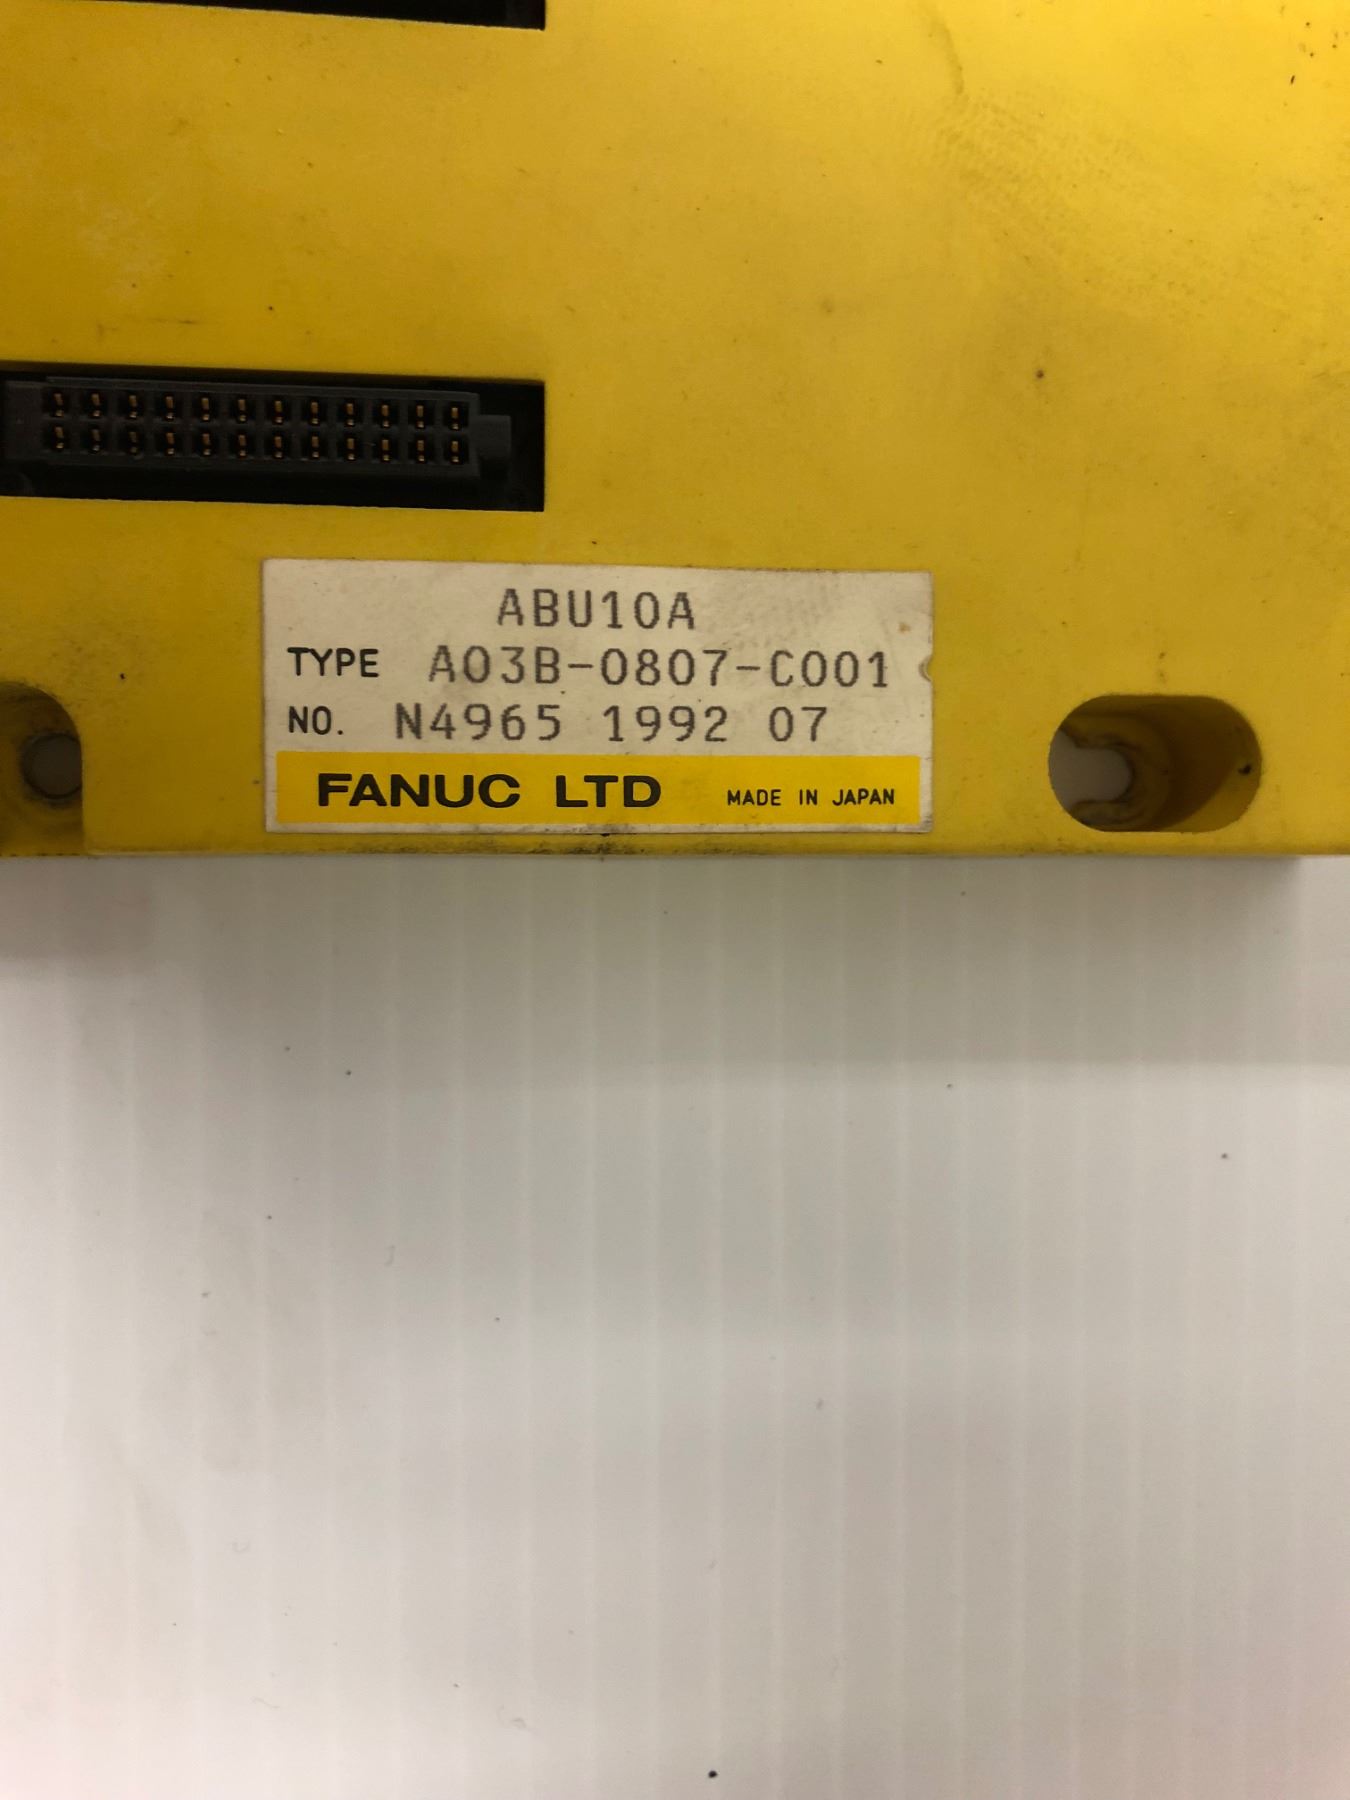 ABU10A
TYPE A03B-0807-C001
NO. N4965 1992 07
FANUC LTD MADE IN JAPAN